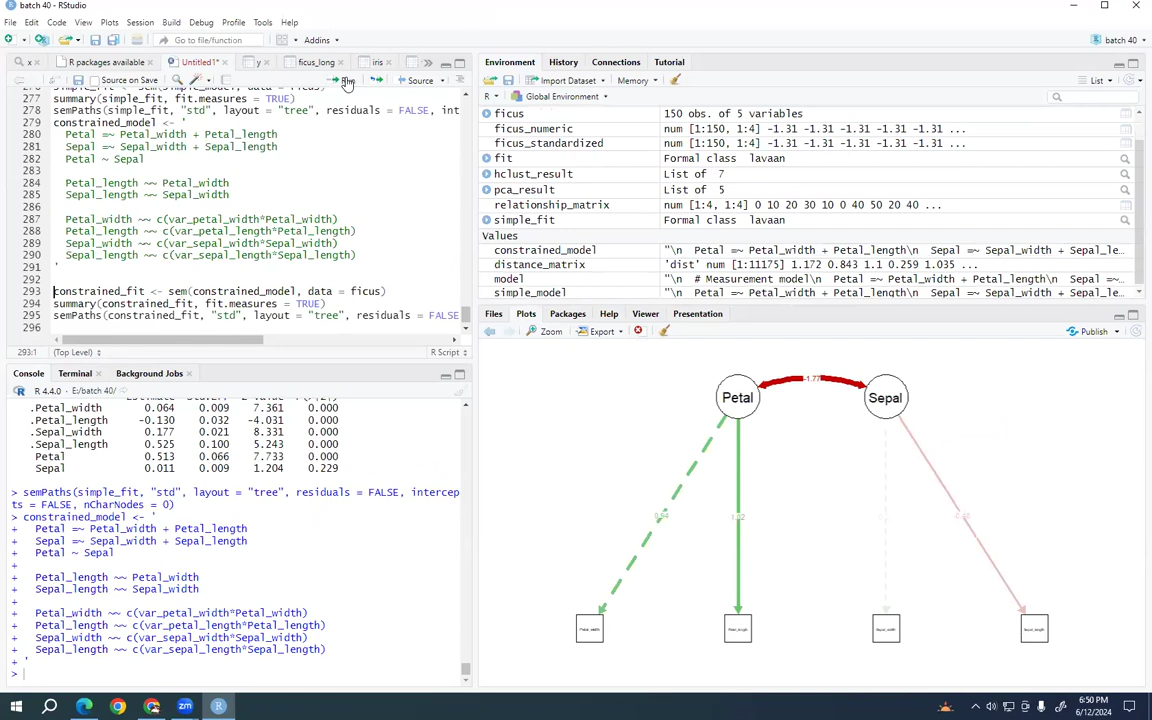 batch 40 - RStudio
File Edit Code View Plots Session Build Debug Profile Tools Help
Go to file/function
Addins
batch 40
x
R packages available
Untitled1*
y
ficus_long
iris
Source on Save
Run
Source
277 summary(simple_fit, fit.measures = TRUE)
278 semPaths(simple_fit, "std", layout = "tree", residuals = FALSE, int
279 constrained_model <- '
280 Petal =~ Petal_width + Petal_length
281 Sepal =~ Sepal_width + Sepal_length
282 Petal ~ Sepal
283
284 Petal_length ~~ Petal_width
285 Sepal_length ~~ Sepal_width
286
287 Petal_width ~~ c(var_petal_width*Petal_width)
288 Petal_length ~~ c(var_petal_length*Petal_length)
289 Sepal_width ~~ c(var_sepal_width*Sepal_width)
290 Sepal_length ~~ c(var_sepal_length*Sepal_length)
291 '
292
293 constrained_fit <- sem(constrained_model, data = ficus)
294 summary(constrained_fit, fit.measures = TRUE)
295 semPaths(constrained_fit, "std", layout = "tree", residuals = FALSE
296
293:1 (Top Level) R Script
Console Terminal Background Jobs
R 4.4.0 · E:/batch 40/
.Petal_width 0.064 0.009 7.361 0.000
.Petal_length -0.130 0.032 -4.031 0.000
.Sepal_width 0.177 0.021 8.331 0.000
.Sepal_length 0.525 0.100 5.243 0.000
Petal 0.513 0.066 7.733 0.000
Sepal 0.011 0.009 1.204 0.229
> semPaths(simple_fit, "std", layout = "tree", residuals = FALSE, intercep
ts = FALSE, nCharNodes = 0)
> constrained_model <- '
+ Petal =~ Petal_width + Petal_length
+ Sepal =~ Sepal_width + Sepal_length
+ Petal ~ Sepal
+
+ Petal_length ~~ Petal_width
+ Sepal_length ~~ Sepal_width
+
+ Petal_width ~~ c(var_petal_width*Petal_width)
+ Petal_length ~~ c(var_petal_length*Petal_length)
+ Sepal_width ~~ c(var_sepal_width*Sepal_width)
+ Sepal_length ~~ c(var_sepal_length*Sepal_length)
+ '
>
Environment History Connections Tutorial
Import Dataset Memory List
R Global Environment
ficus 150 obs. of 5 variables
ficus_numeric num [1:150, 1:4] -1.31 -1.31 -1.31 -1.31 ...
ficus_standardized num [1:150, 1:4] -1.31 -1.31 -1.31 -1.31 ...
fit Formal class lavaan
hclust_result List of 7
pca_result List of 5
relationship_matrix num [1:4, 1:4] 0 10 20 30 10 0 40 50 20 40 ...
simple_fit Formal class lavaan
Values
constrained_model "\n Petal =~ Petal_width + Petal_length\n Sepal =~ Sepal_width + Sepal_le…
distance_matrix 'dist' num [1:11175] 1.172 0.843 1.1 0.259 1.035 ...
model "\n # Measurement model\n Petal =~ Petal_width + Petal_length\n Sepal =~…
simple_model "\n Petal =~ Petal_width + Petal_length\n Sepal =~ Sepal_width + Sepal_le…
Files Plots Packages Help Viewer Presentation
Zoom Export Publish
-1.77
Petal Sepal
0.94 1.02
Petal_width Petal_length Sepal_width Sepal_length
6:50 PM
6/12/2024
zm